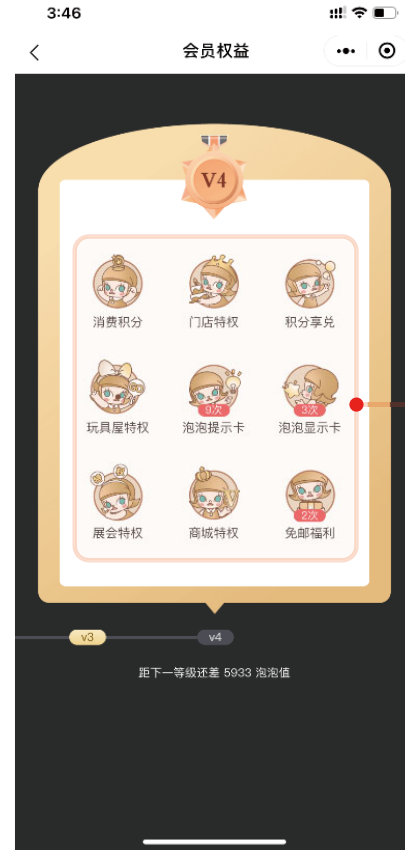 3:46
会员权益
V4
消费积分
门店特权
积分享兑
玩具屋特权
9次
泡泡提示卡
3次
泡泡显示卡
展会特权
商城特权
2次
免邮福利
v3
v4
距下一等级还差 5933 泡泡值